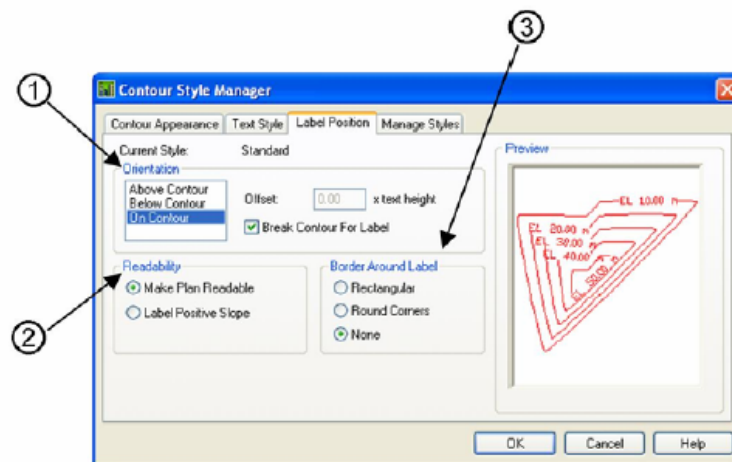 ③
①
Contour Style Manager
Contour Appearance Text Style Label Position Manage Styles
Current Style: Standard
Preview
Orientation
Above Contour
Below Contour
On Contour
Offset: 0.00 x text height
Break Contour For Label
EL 10.00 m
EL 20.00 m
EL 30.00 m
EL 40.00 m
EL 50.00
Readability
Make Plan Readable
Label Positive Slope
Border Around Label
Rectangular
Round Corners
None
②
OK Cancel Help